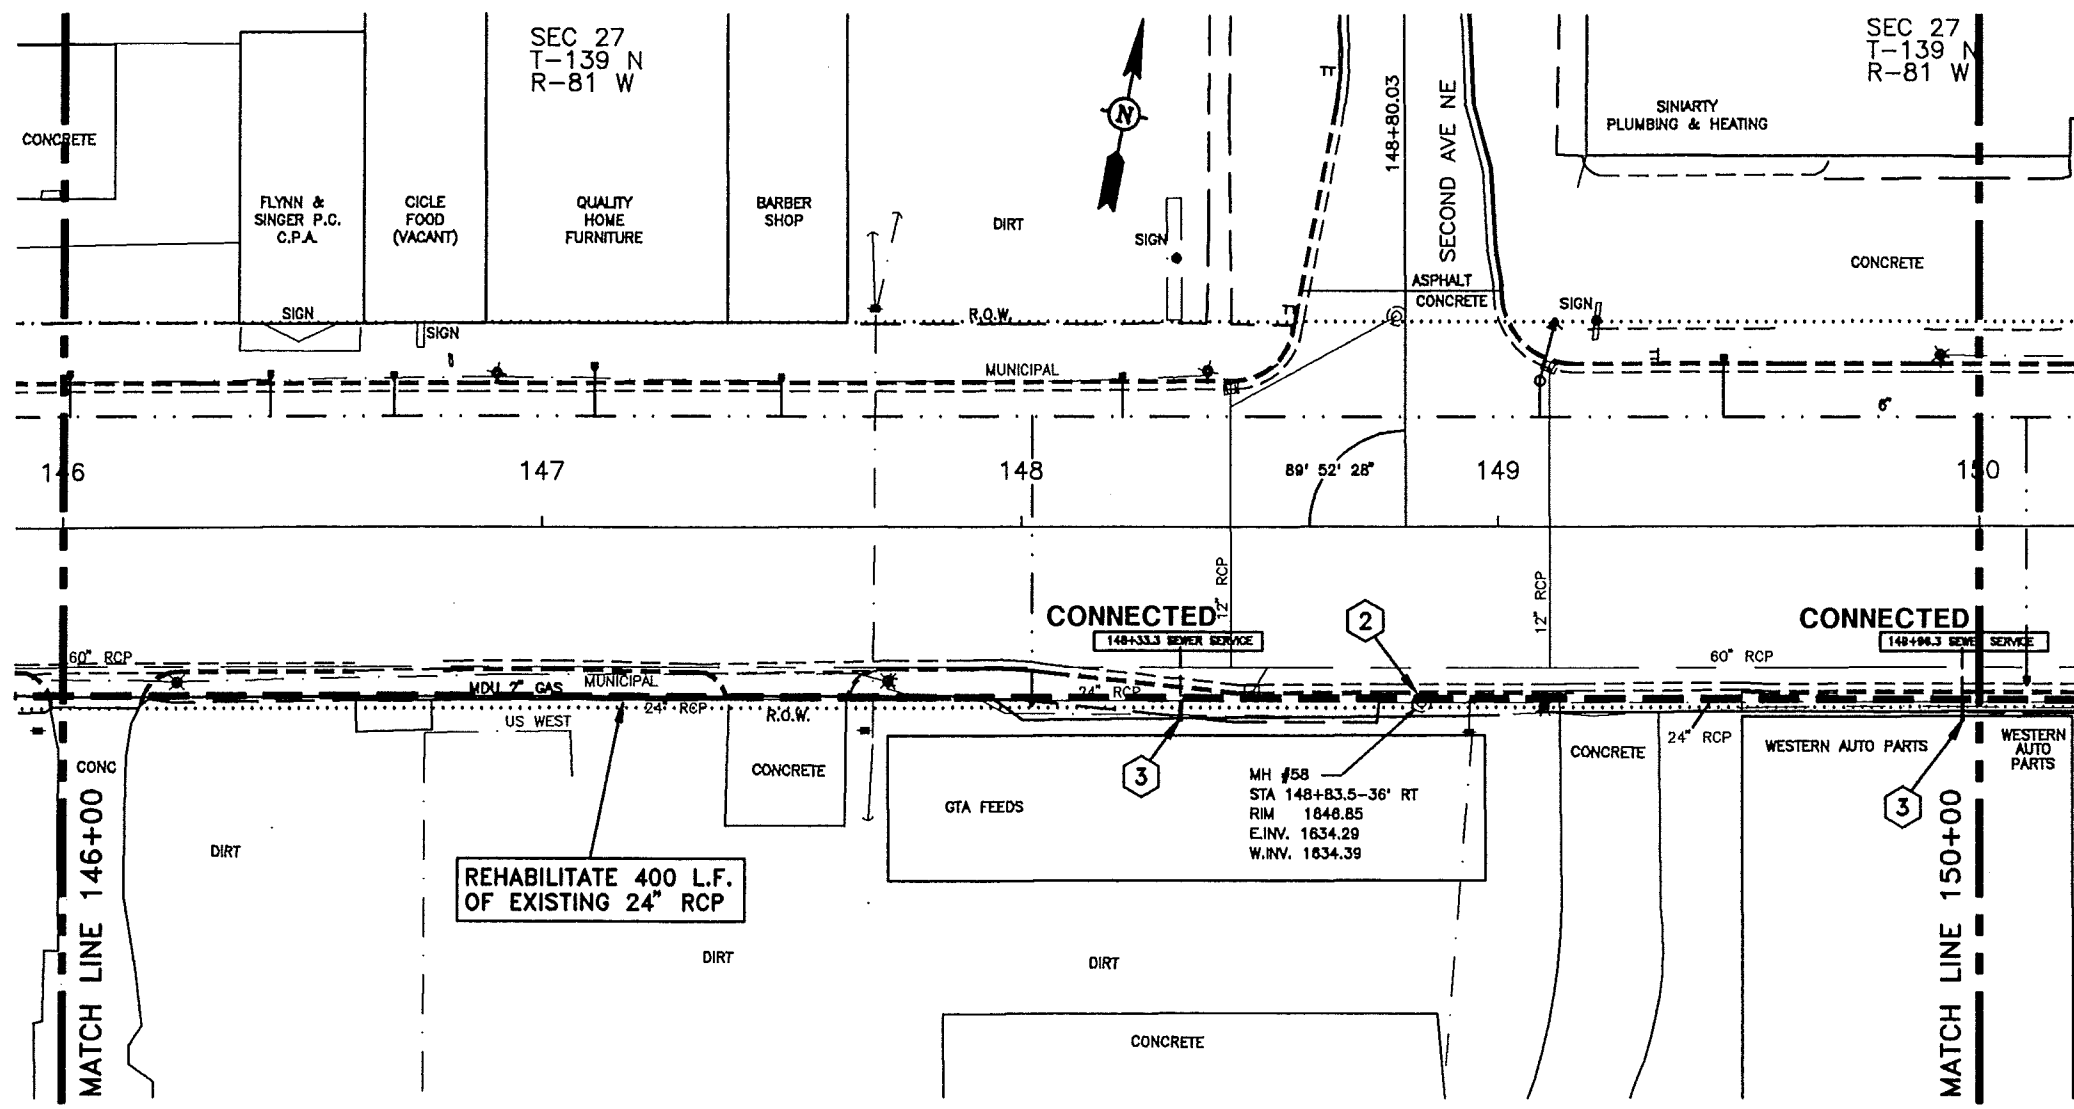 SEC 27
T-139 N
R-81 W
SEC 27
T-139 N
R-81 W
CONCRETE
FLYNN &
SINGER P.C.
C.P.A.
CICLE
FOOD
(VACANT)
QUALITY
HOME
FURNITURE
BARBER
SHOP
DIRT
N
SIGN
148+80.03
SECOND AVE NE
SINIARTY
PLUMBING & HEATING
CONCRETE
ASPHALT
CONCRETE
SIGN
SIGN
SIGN
R.O.W.
MUNICIPAL
6"
146
147
148
89° 52' 28"
149
150
12" RCP
12" RCP
CONNECTED
148+33.3 SEWER SERVICE
2
CONNECTED
SEWER SERVICE
60" RCP
60" RCP
MDU 2" GAS
MUNICIPAL
24" RCP
24" RCP
US WEST
R.O.W.
24" RCP
CONC
CONCRETE
3
GTA FEEDS
MH #58
STA 148+83.5-36' RT
RIM 1646.85
E.INV. 1634.29
W.INV. 1634.39
CONCRETE
WESTERN AUTO PARTS
WESTERN
AUTO
PARTS
3
DIRT
REHABILITATE 400 L.F.
OF EXISTING 24" RCP
DIRT
DIRT
CONCRETE
MATCH LINE 146+00
MATCH LINE 150+00